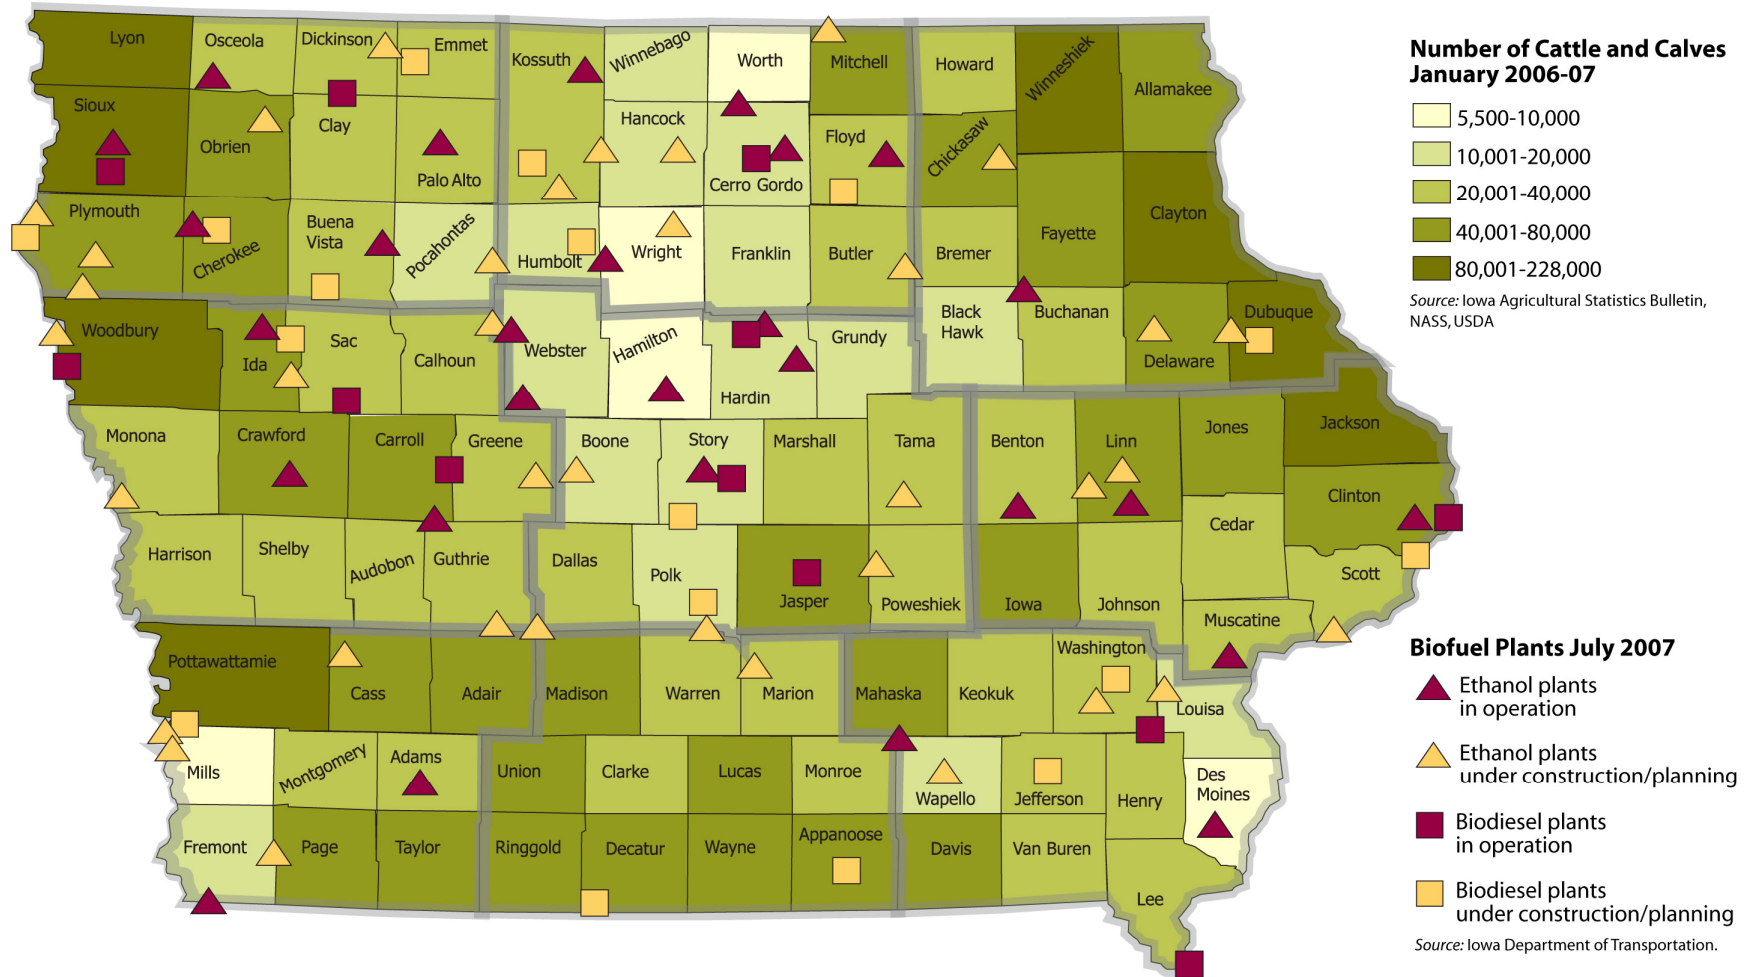 Lyon
Osceola
Dickinson
Emmet
Kossuth
Winnebago
Worth
Mitchell
Howard
Winneshiek
Allamakee
Sioux
Obrien
Clay
Palo Alto
Hancock
Cerro Gordo
Floyd
Chickasaw
Plymouth
Cherokee
Buena
Vista
Pocahontas
Humbolt
Wright
Franklin
Butler
Bremer
Fayette
Clayton
Woodbury
Ida
Sac
Calhoun
Webster
Hamilton
Hardin
Grundy
Black
Hawk
Buchanan
Delaware
Dubuque
Monona
Crawford
Carroll
Greene
Boone
Story
Marshall
Tama
Benton
Linn
Jones
Jackson
Clinton
Harrison
Shelby
Audobon
Guthrie
Dallas
Polk
Jasper
Poweshiek
Iowa
Johnson
Cedar
Scott
Muscatine
Pottawattamie
Cass
Adair
Madison
Warren
Marion
Mahaska
Keokuk
Washington
Louisa
Mills
Montgomery
Adams
Union
Clarke
Lucas
Monroe
Wapello
Jefferson
Henry
Des
Moines
Fremont
Page
Taylor
Ringgold
Decatur
Wayne
Appanoose
Davis
Van Buren
Lee
Number of Cattle and Calves
January 2006-07
5,500-10,000
10,001-20,000
20,001-40,000
40,001-80,000
80,001-228,000
Source: Iowa Agricultural Statistics Bulletin,
NASS, USDA
Biofuel Plants July 2007
Ethanol plants
in operation
Ethanol plants
under construction/planning
Biodiesel plants
in operation
Biodiesel plants
under construction/planning
Source: Iowa Department of Transportation.